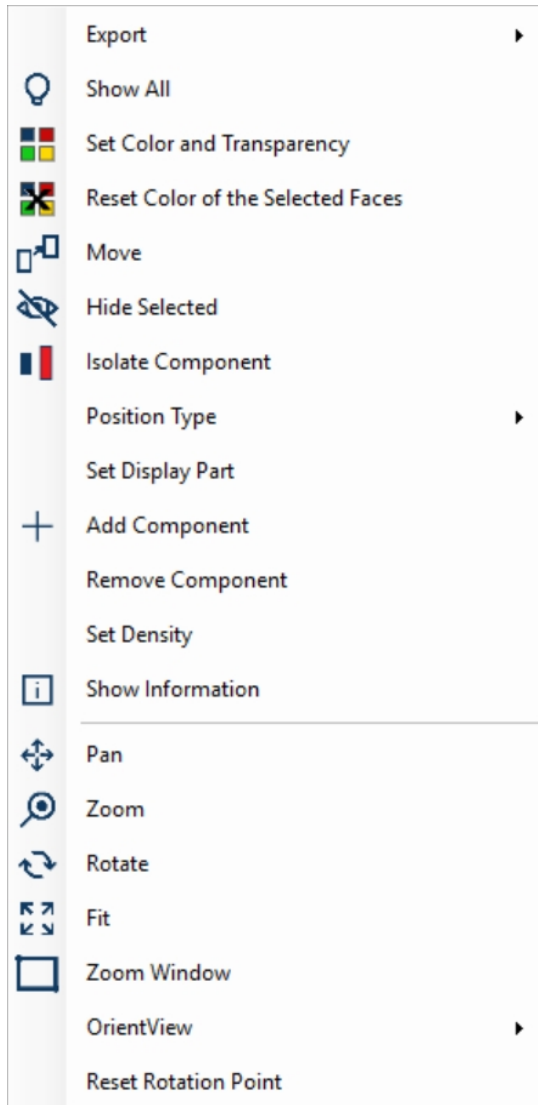 Export
Show All
Set Color and Transparency
Reset Color of the Selected Faces
Move
Hide Selected
Isolate Component
Position Type
Set Display Part
Add Component
Remove Component
Set Density
Show Information
Pan
Zoom
Rotate
Fit
Zoom Window
OrientView
Reset Rotation Point